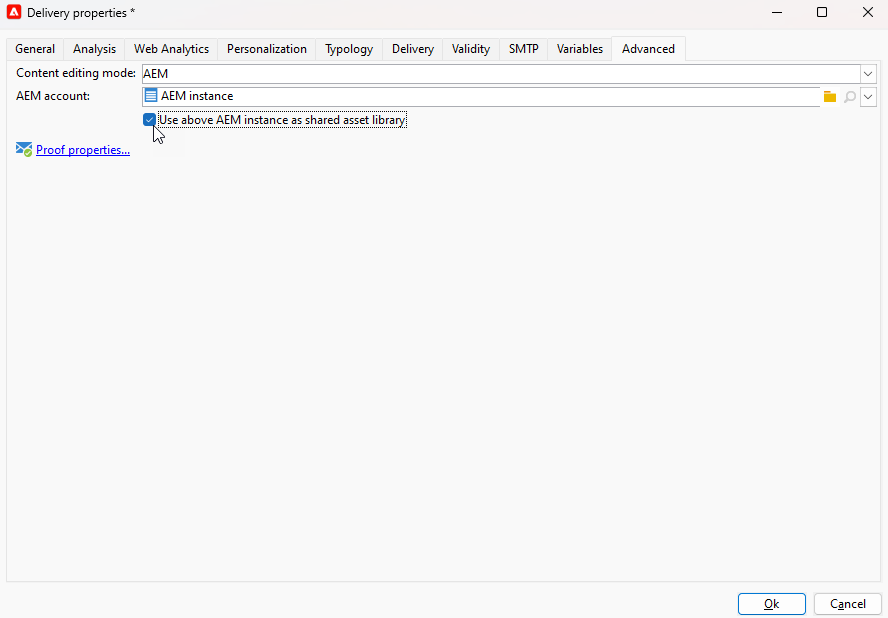 Delivery properties *
General Analysis Web Analytics Personalization Typology Delivery Validity SMTP Variables Advanced
Content editing mode: AEM
AEM account: AEM instance
Use above AEM instance as shared asset library
Proof properties...
Ok Cancel